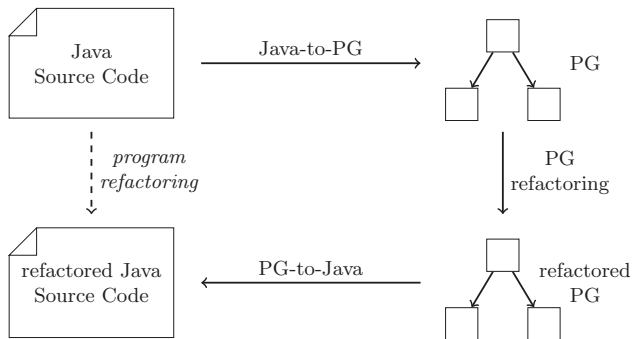 Java
Source Code
Java-to-PG
PG
program
refactoring
PG
refactoring
refactored Java
Source Code
PG-to-Java
refactored
PG